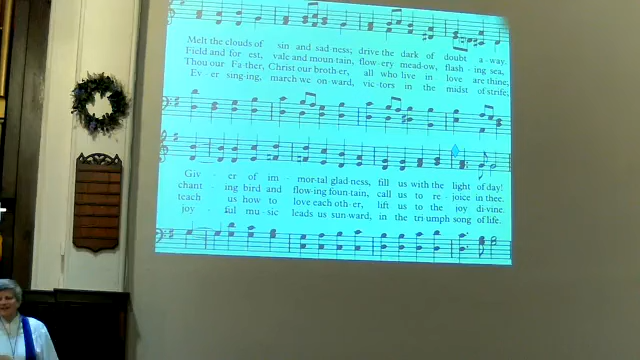 Melt the clouds of sin and sad-ness; drive the dark of doubt a-way.
Field and for-est, vale and moun-tain, flow-ery mead-ow, flash-ing sea,
Thou our Fa-ther, Christ our broth-er, all who live in love are thine;
Ev-er sing-ing, march we on-ward, vic-tors in the midst of strife;
Giv-er of im-mor-tal glad-ness, fill us with the light of day!
chant-ing bird and flow-ing foun-tain, call us to re-joice in thee.
teach us how to love each oth-er, lift us to the joy di-vine.
joy-ful mu-sic leads us sun-ward, in the tri-umph song of life.